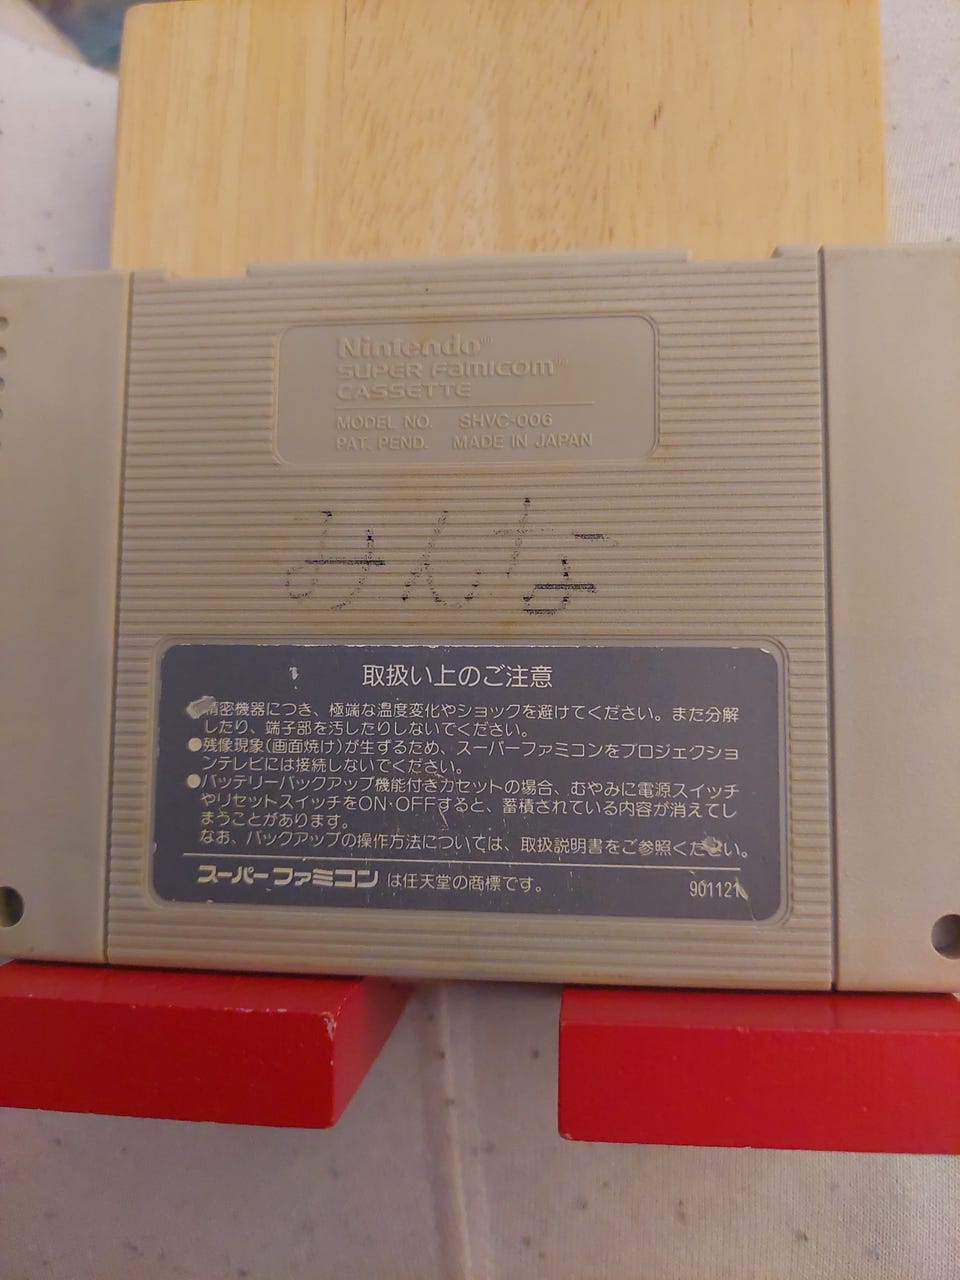 Nintendo
SUPER FAMICOM
CASSETTE
MODEL NO. SHVC-006
PAT. PEND. MADE IN JAPAN
みんな
取扱い上のご注意
●精密機器につき、極端な温度変化やショックを避けてください。また分解
したり、端子部を汚したりしないでください。
●残像現象(画面焼け)が生ずるため、スーパーファミコンをプロジェクショ
ンテレビには接続しないでください。
●バッテリーバックアップ機能付きカセットの場合、むやみに電源スイッチ
やリセットスイッチをON・OFFすると、蓄積されている内容が消えてし
まうことがあります。
なお、バックアップの操作方法については、取扱説明書をご参照ください。
スーパーファミコン は任天堂の商標です。 901121